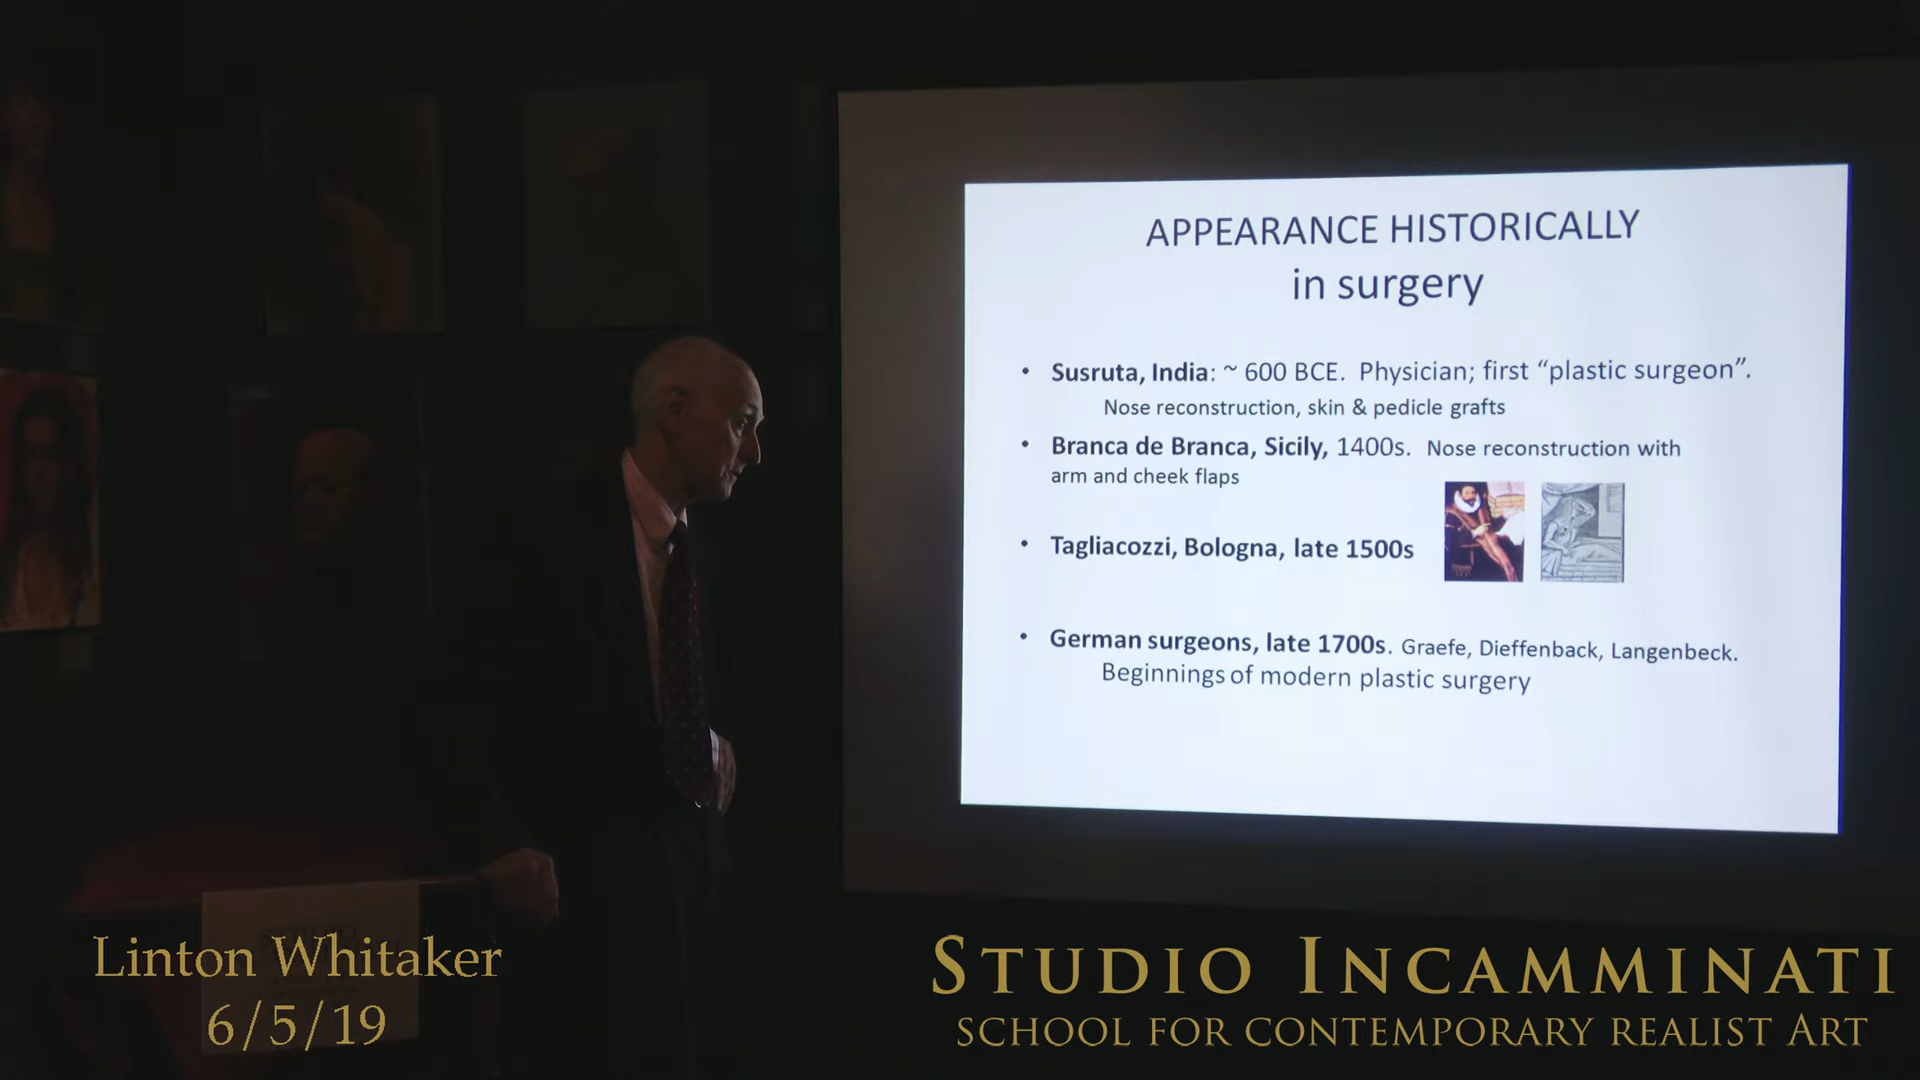 APPEARANCE HISTORICALLY
in surgery
• Susruta, India: ~ 600 BCE. Physician; first “plastic surgeon”.
Nose reconstruction, skin & pedicle grafts
• Branca de Branca, Sicily, 1400s. Nose reconstruction with
arm and cheek flaps
• Tagliacozzi, Bologna, late 1500s
• German surgeons, late 1700s. Graefe, Dieffenback, Langenbeck.
Beginnings of modern plastic surgery
Linton Whitaker
6/5/19
STUDIO INCAMMINATI
SCHOOL FOR CONTEMPORARY REALIST ART